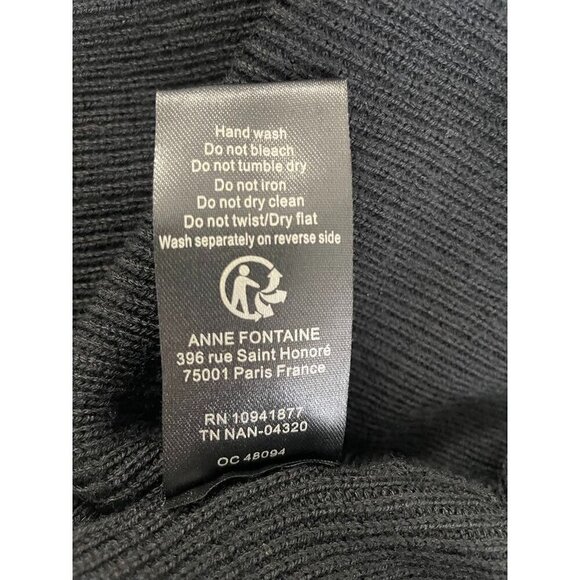 Hand wash
Do not bleach
Do not tumble dry
Do not iron
Do not dry clean
Do not twist/Dry flat
Wash separately on reverse side
ANNE FONTAINE
396 rue Saint Honoré
75001 Paris France
RN 10941877
TN NAN-04320
OC 48094